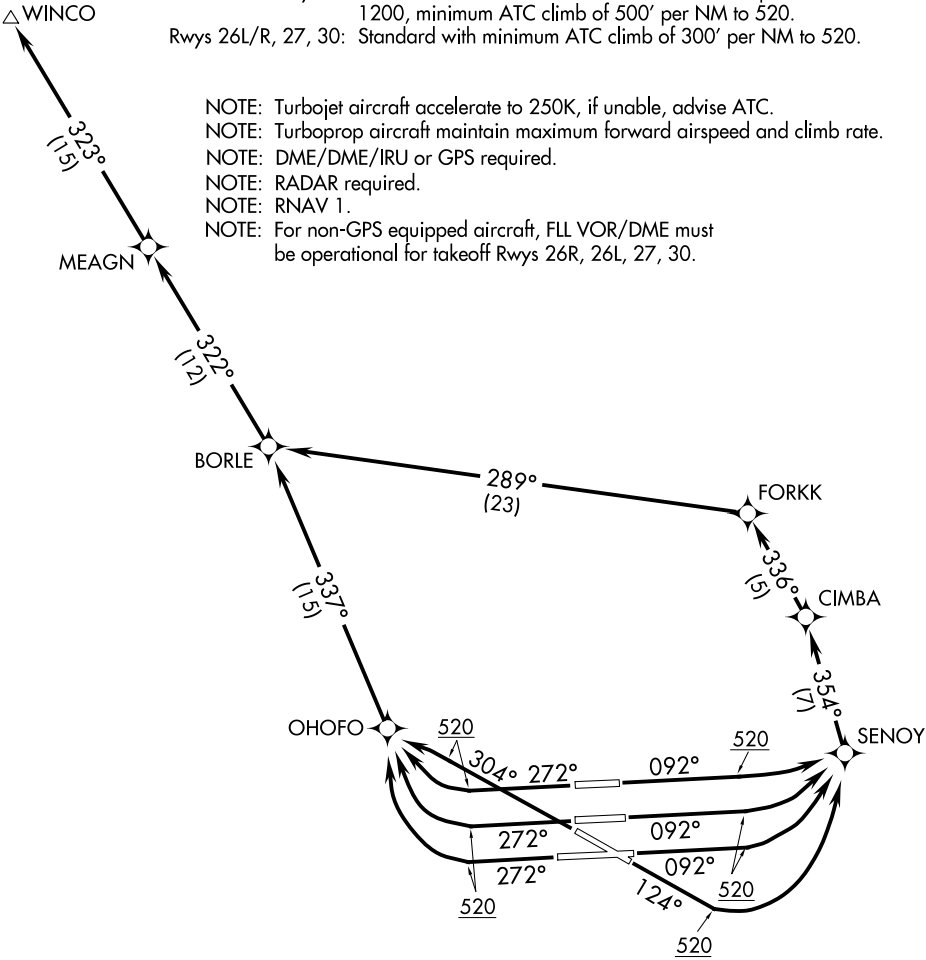 1200, minimum ATC climb of 500' per NM to 520.
WINCO
Rwys 26L/R, 27, 30: Standard with minimum ATC climb of 300' per NM to 520.
NOTE: Turbojet aircraft accelerate to 250K, if unable, advise ATC.
NOTE: Turboprop aircraft maintain maximum forward airspeed and climb rate.
NOTE: DME/DME/IRU or GPS required.
NOTE: RADAR required.
NOTE: RNAV 1.
NOTE: For non-GPS equipped aircraft, FLL VOR/DME must
be operational for takeoff Rwys 26R, 26L, 27, 30.
323°
(15)
MEAGN
322°
(12)
BORLE
289°
(23)
FORKK
336°
(5)
CIMBA
337°
(15)
354°
(7)
OHOFO
SENOY
520
520
304°
272°
092°
272°
092°
272°
092°
124°
520
520
520